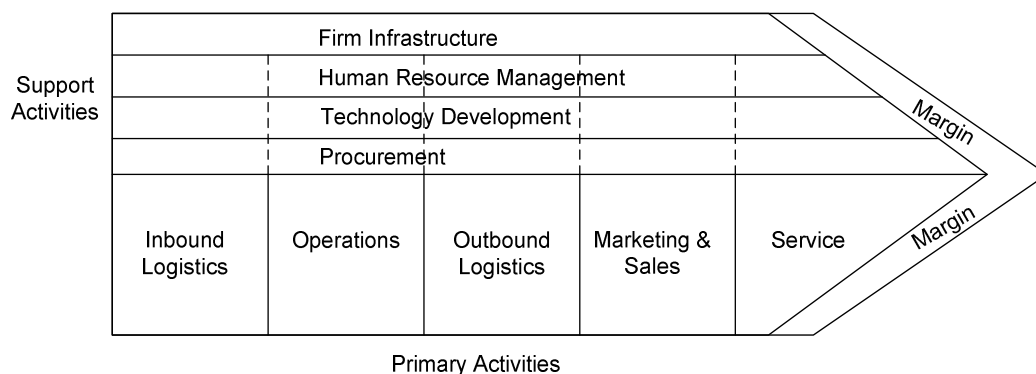 Firm Infrastructure
Human Resource Management
Technology Development
Procurement
Support
Activities
Margin
Margin
Inbound
Logistics
Operations
Outbound
Logistics
Marketing &
Sales
Service
Primary Activities